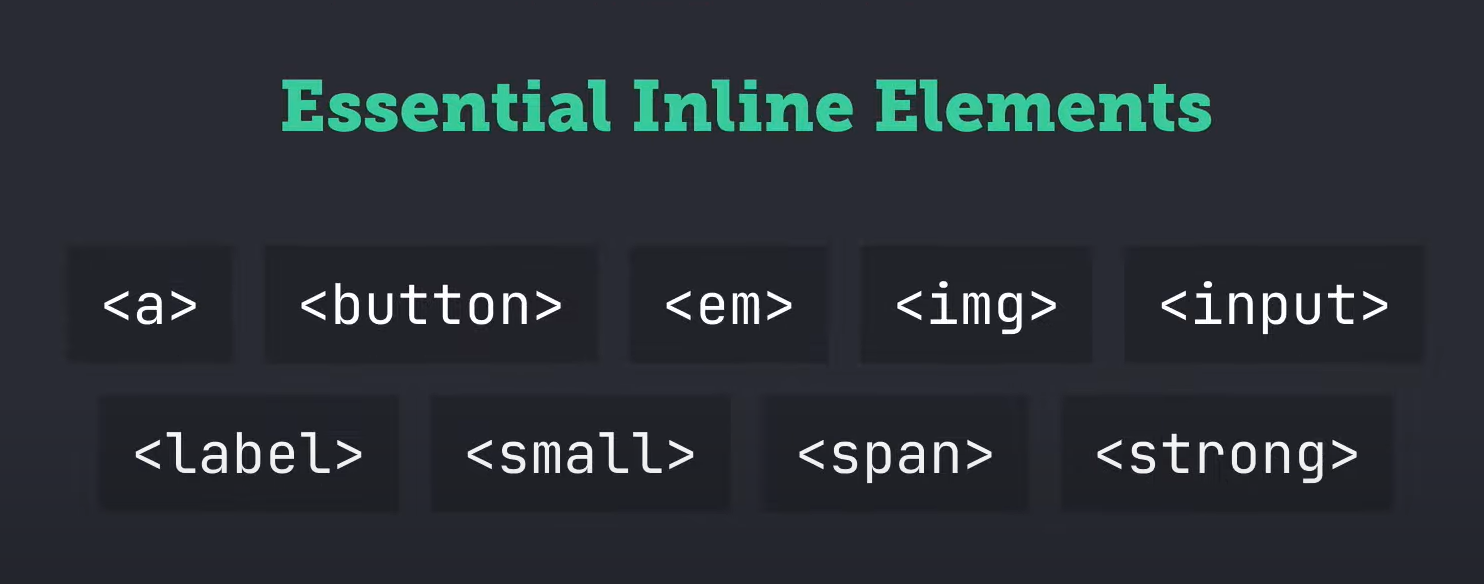 Essential Inline Elements
<a> <button> <em> <img> <input>
<label> <small> <span> <strong>